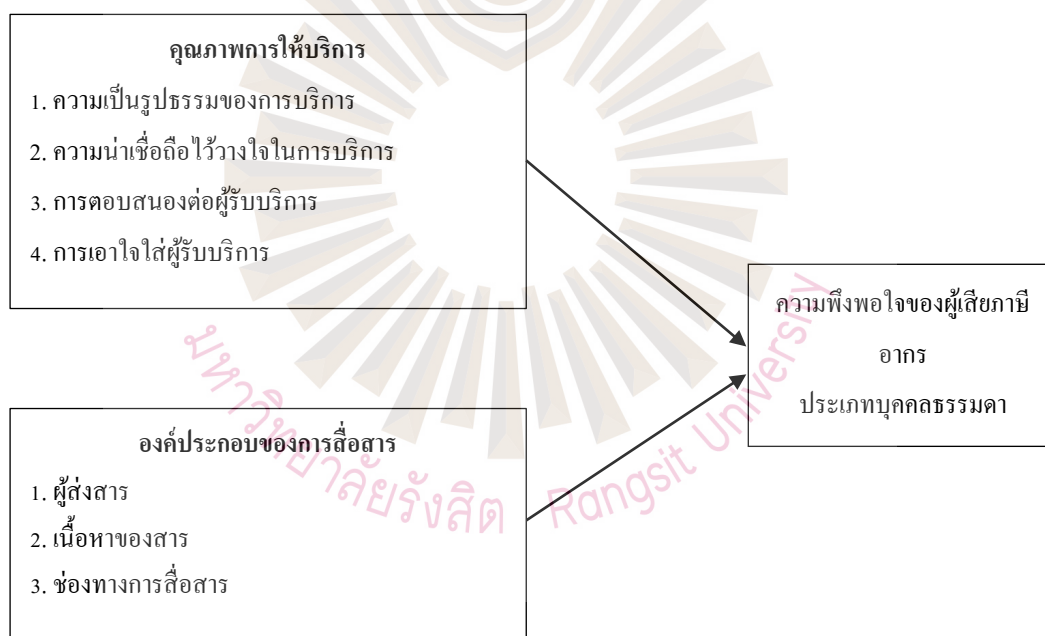 คุณภาพการให้บริการ
1. ความเป็นรูปธรรมของการบริการ
2. ความน่าเชื่อถือไว้วางใจในการบริการ
3. การตอบสนองต่อผู้รับบริการ
4. การเอาใจใส่ผู้รับบริการ
ความพึงพอใจของผู้เสียภาษี
อากร
ประเภทบุคคลธรรมดา
องค์ประกอบของการสื่อสาร
1. ผู้ส่งสาร
2. เนื้อหาของสาร
3. ช่องทางการสื่อสาร
มหาวิทยาลัยรังสิต Rangsit University